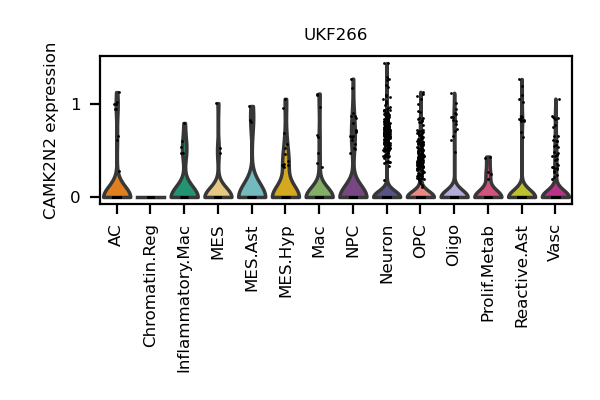 UKF266
CAMK2N2 expression
1
0
AC
Chromatin.Reg
Inflammatory.Mac
MES
MES.Ast
MES.Hyp
Mac
NPC
Neuron
OPC
Oligo
Prolif.Metab
Reactive.Ast
Vasc